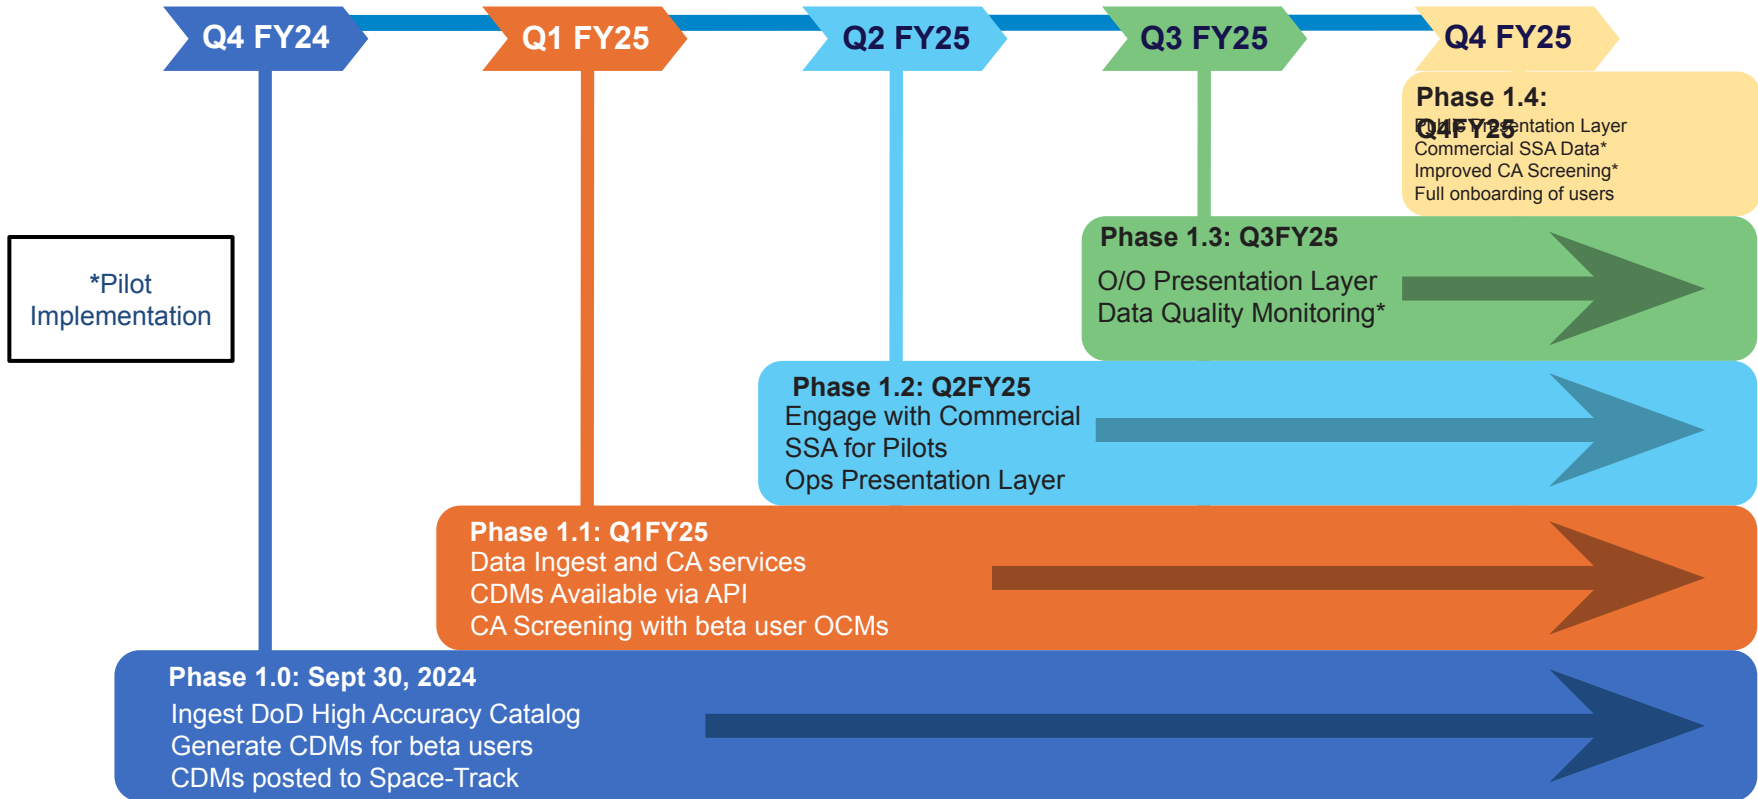 Q4 FY24
Q1 FY25
Q2 FY25
Q3 FY25
Q4 FY25
Phase 1.4:
Q4FY25
Public Presentation Layer
Commercial SSA Data*
Improved CA Screening*
Full onboarding of users
Phase 1.3: Q3FY25
O/O Presentation Layer
Data Quality Monitoring*
*Pilot
Implementation
Phase 1.2: Q2FY25
Engage with Commercial
SSA for Pilots
Ops Presentation Layer
Phase 1.1: Q1FY25
Data Ingest and CA services
CDMs Available via API
CA Screening with beta user OCMs
Phase 1.0: Sept 30, 2024
Ingest DoD High Accuracy Catalog
Generate CDMs for beta users
CDMs posted to Space-Track